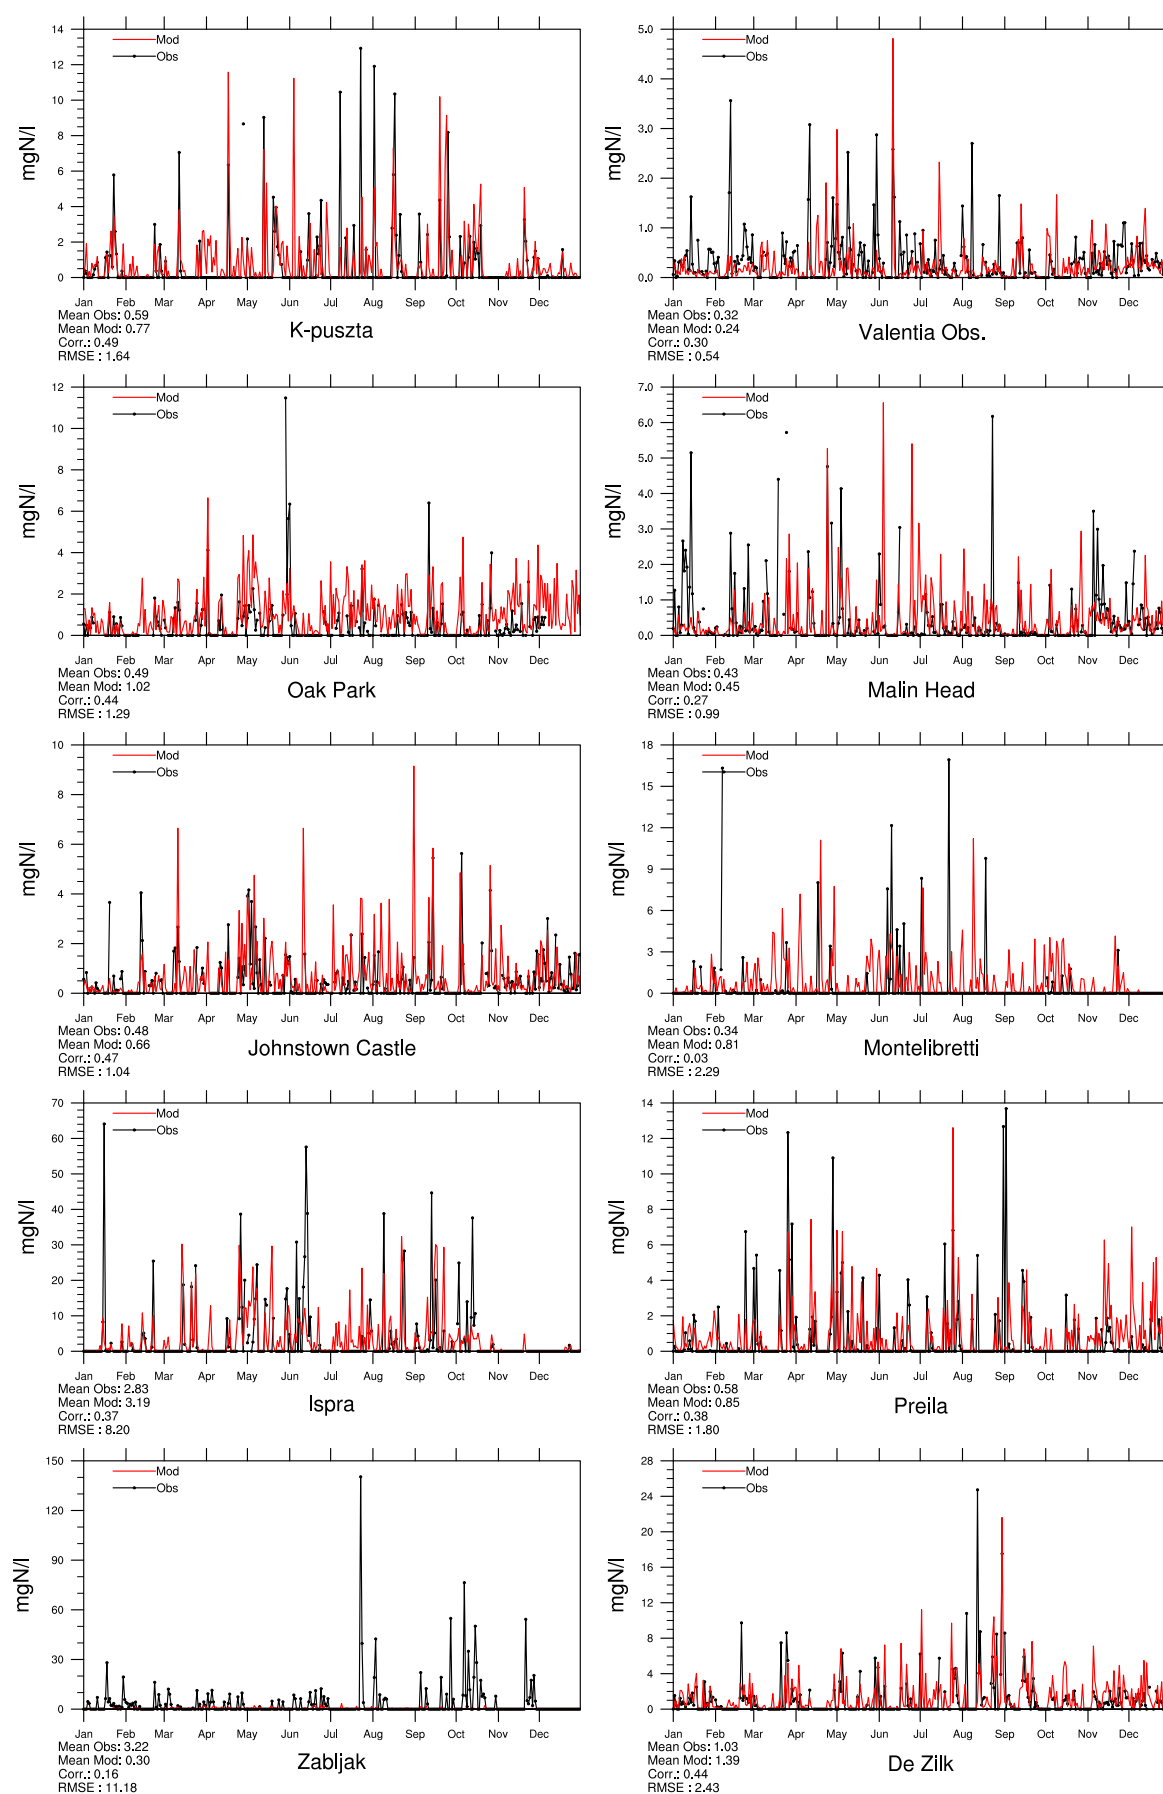 14
12
10
8
6
4
2
0
mgN/l
Mod
Obs
Jan Feb Mar Apr May Jun Jul Aug Sep Oct Nov Dec
Mean Obs: 0.59
Mean Mod: 0.77
Corr.: 0.49
RMSE : 1.64
K-puszta
5.0
4.0
3.0
2.0
1.0
0.0
mgN/l
Mod
Obs
Jan Feb Mar Apr May Jun Jul Aug Sep Oct Nov Dec
Mean Obs: 0.32
Mean Mod: 0.24
Corr.: 0.30
RMSE : 0.54
Valentia Obs.
12
10
8
6
4
2
0
mgN/l
Mod
Obs
Jan Feb Mar Apr May Jun Jul Aug Sep Oct Nov Dec
Mean Obs: 0.49
Mean Mod: 1.02
Corr.: 0.44
RMSE : 1.29
Oak Park
7.0
6.0
5.0
4.0
3.0
2.0
1.0
0.0
mgN/l
Mod
Obs
Jan Feb Mar Apr May Jun Jul Aug Sep Oct Nov Dec
Mean Obs: 0.43
Mean Mod: 0.45
Corr.: 0.27
RMSE : 0.99
Malin Head
10
8
6
4
2
0
mgN/l
Mod
Obs
Jan Feb Mar Apr May Jun Jul Aug Sep Oct Nov Dec
Mean Obs: 0.48
Mean Mod: 0.66
Corr.: 0.47
RMSE : 1.04
Johnstown Castle
18
15
12
9
6
3
0
mgN/l
Mod
Obs
Jan Feb Mar Apr May Jun Jul Aug Sep Oct Nov Dec
Mean Obs: 0.34
Mean Mod: 0.81
Corr.: 0.03
RMSE : 2.29
Montelibretti
70
60
50
40
30
20
10
0
mgN/l
Mod
Obs
Jan Feb Mar Apr May Jun Jul Aug Sep Oct Nov Dec
Mean Obs: 2.83
Mean Mod: 3.19
Corr.: 0.37
RMSE : 8.20
Ispra
14
12
10
8
6
4
2
0
mgN/l
Mod
Obs
Jan Feb Mar Apr May Jun Jul Aug Sep Oct Nov Dec
Mean Obs: 0.58
Mean Mod: 0.85
Corr.: 0.38
RMSE : 1.80
Preila
150
120
90
60
30
0
mgN/l
Mod
Obs
Jan Feb Mar Apr May Jun Jul Aug Sep Oct Nov Dec
Mean Obs: 3.22
Mean Mod: 0.30
Corr.: 0.16
RMSE : 11.18
Zabljak
28
24
20
16
12
8
4
0
mgN/l
Mod
Obs
Jan Feb Mar Apr May Jun Jul Aug Sep Oct Nov Dec
Mean Obs: 1.03
Mean Mod: 1.39
Corr.: 0.44
RMSE : 2.43
De Zilk